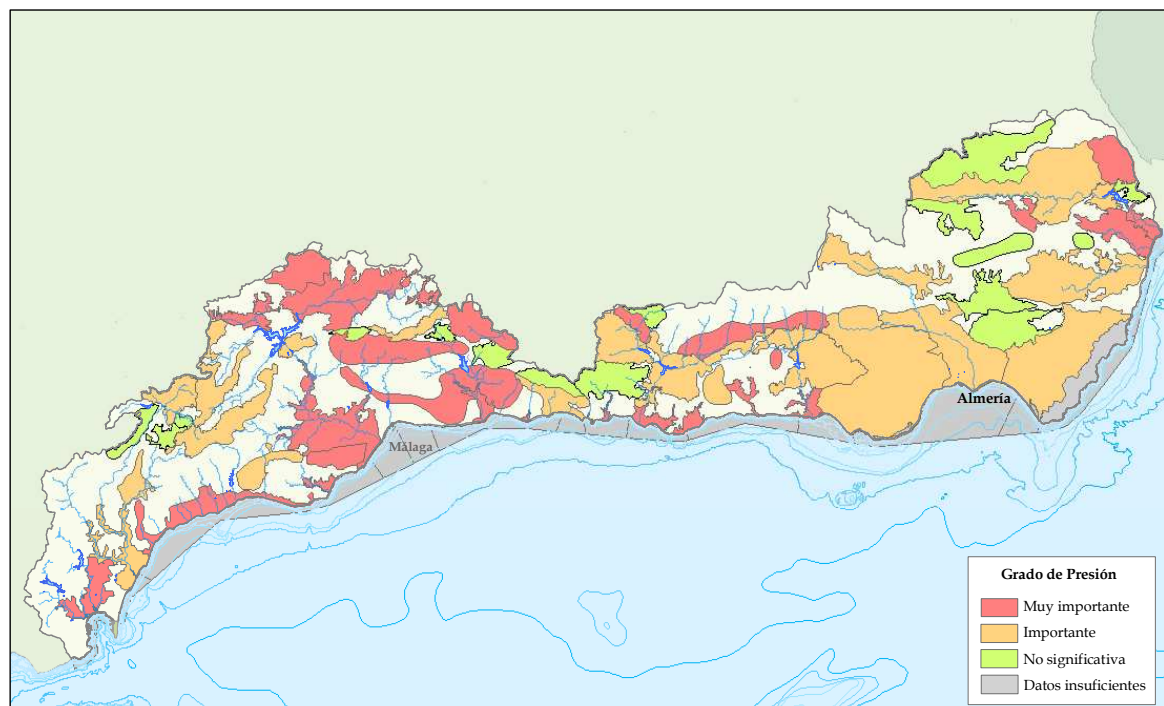 Almería
Málaga
Grado de Presión
Muy importante
Importante
No significativa
Datos insuficientes